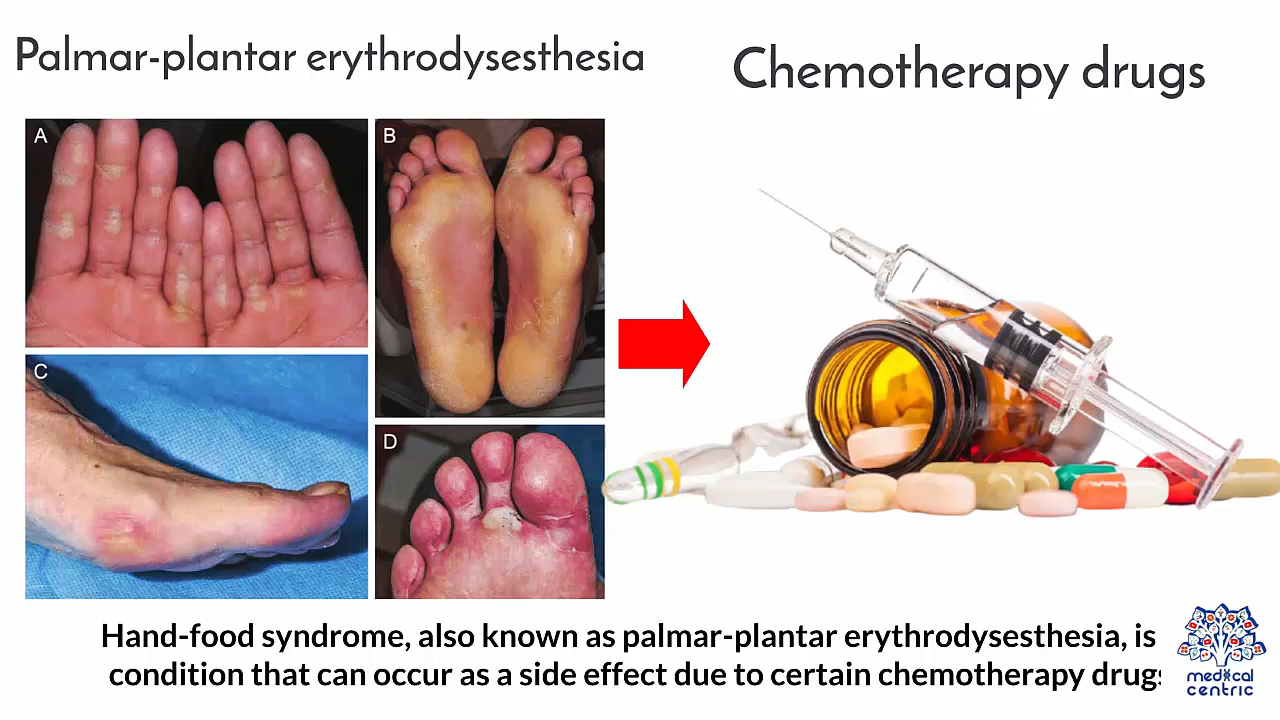 Palmar-plantar erythrodysesthesia
Chemotherapy drugs
A
B
C
D
Hand-food syndrome, also known as palmar-plantar erythrodysesthesia, is
condition that can occur as a side effect due to certain chemotherapy drugs
medical
centric